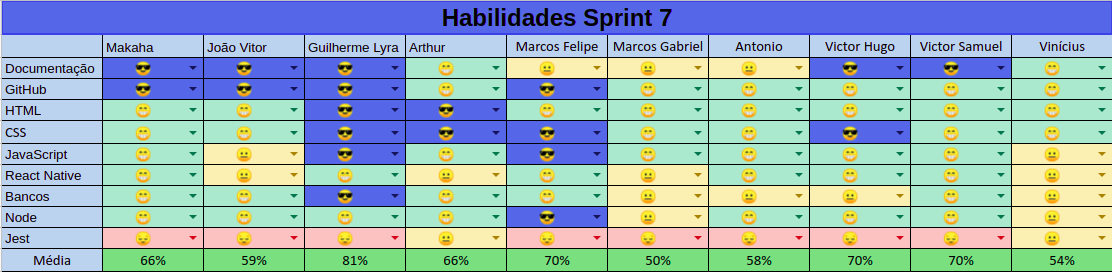 Habilidades Sprint 7
Makaha João Vitor Guilherme Lyra Arthur Marcos Felipe Marcos Gabriel Antonio Victor Hugo Victor Samuel Vinícius
Documentação
GitHub
HTML
CSS
JavaScript
React Native
Bancos
Node
Jest
Média 66% 59% 81% 66% 70% 50% 58% 70% 70% 54%